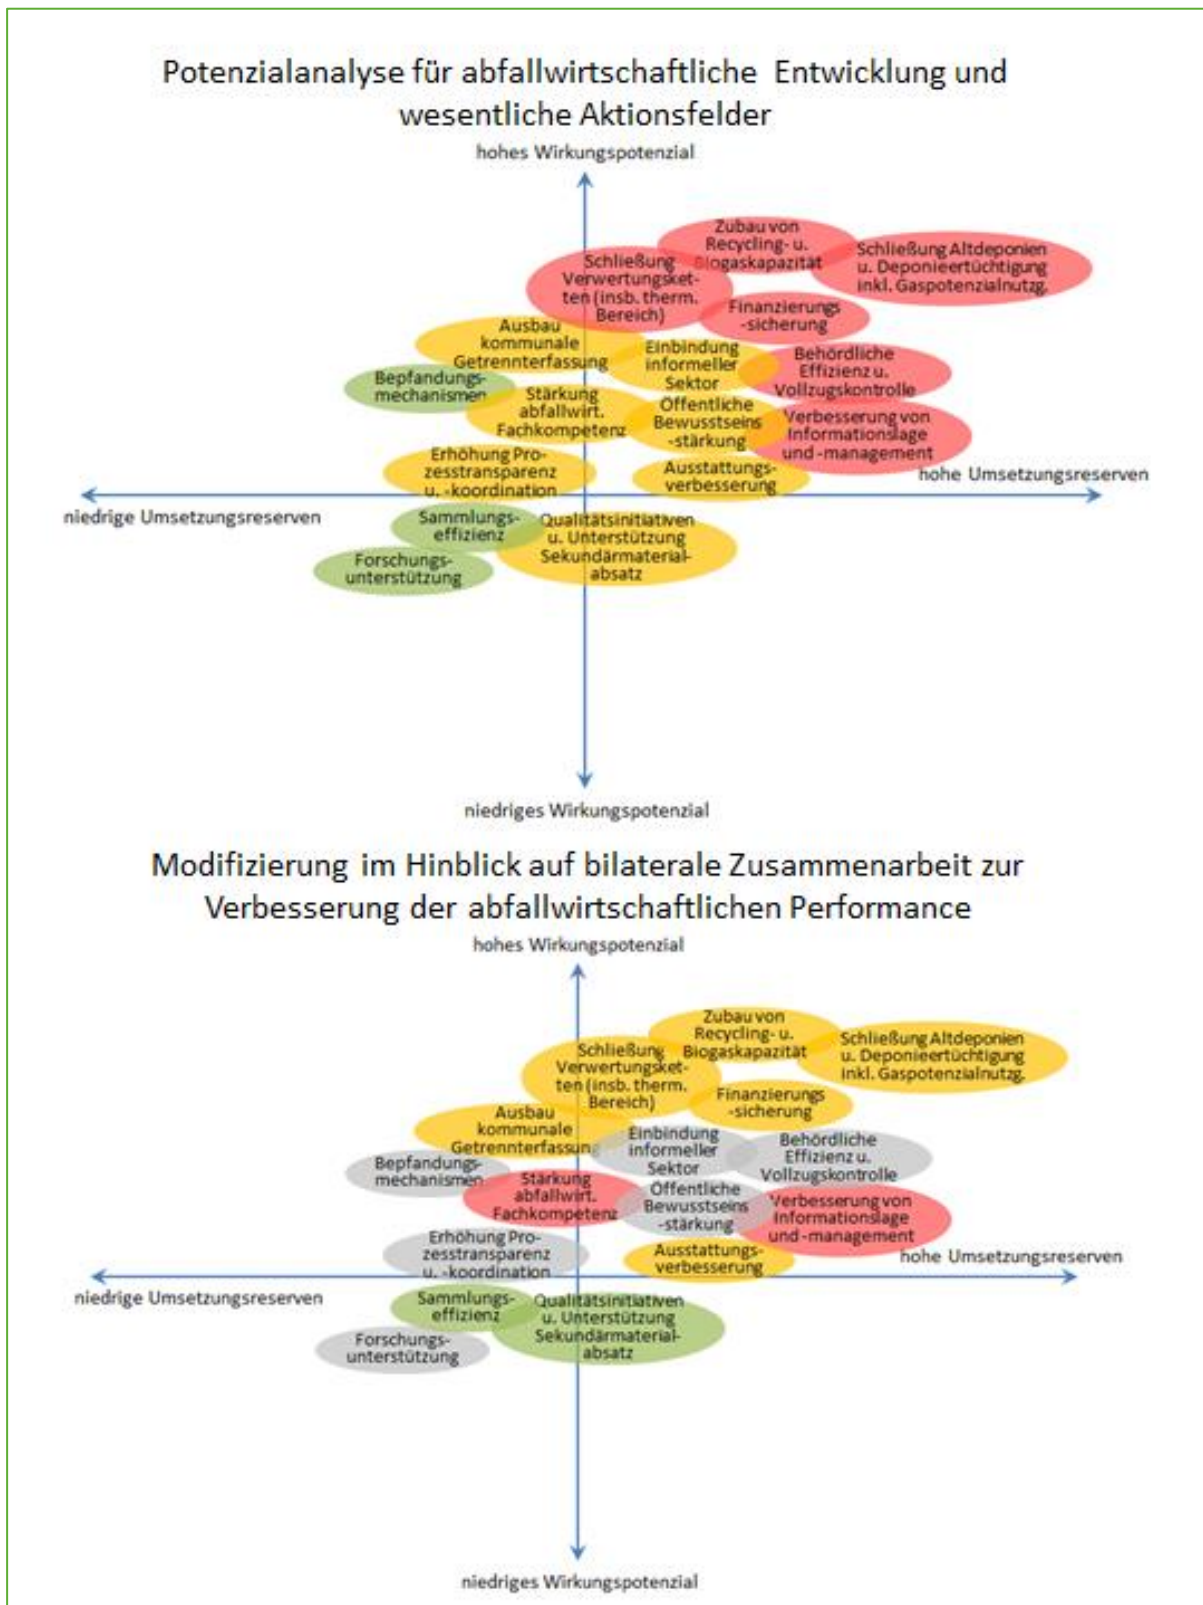 Potenzialanalyse für abfallwirtschaftliche Entwicklung und
wesentliche Aktionsfelder
hohes Wirkungspotenzial
Zubau von
Recycling- u.
Biogaskapazität
Schließung Altdeponien
u. Deponieertüchtigung
inkl. Gaspotenzialnutzg.
Schließung
Verwertungsket-
ten (insb. therm.
Bereich)
Finanzierungs
-sicherung
Ausbau
kommunale
Getrennterfassung
Einbindung
informeller
Sektor
Behördliche
Effizienz u.
Vollzugskontrolle
Bepfandungs-
mechanismen
Stärkung
abfallwirt.
Fachkompetenz
Öffentliche
Bewusstseins
-stärkung
Verbesserung von
Informationslage
und -management
Erhöhung Pro-
zesstransparenz
u. -koordination
Ausstattungs-
verbesserung
hohe Umsetzungsreserven
niedrige Umsetzungsreserven
Sammlungs-
effizienz
Qualitätsinitiativen
u. Unterstützung
Sekundärmaterial-
absatz
Forschungs-
unterstützung
niedriges Wirkungspotenzial
Modifizierung im Hinblick auf bilaterale Zusammenarbeit zur
Verbesserung der abfallwirtschaftlichen Performance
hohes Wirkungspotenzial
Zubau von
Recycling- u.
Biogaskapazität
Schließung Altdeponien
u. Deponieertüchtigung
inkl. Gaspotenzialnutzg.
Schließung
Verwertungsket-
ten (insb. therm.
Bereich)
Finanzierungs
-sicherung
Ausbau
kommunale
Getrennterfassung
Einbindung
informeller
Sektor
Behördliche
Effizienz u.
Vollzugskontrolle
Bepfandungs-
mechanismen
Stärkung
abfallwirt.
Fachkompetenz
Öffentliche
Bewusstseins
-stärkung
Verbesserung von
Informationslage
und -management
Erhöhung Pro-
zesstransparenz
u. -koordination
Ausstattungs-
verbesserung
hohe Umsetzungsreserven
niedrige Umsetzungsreserven
Sammlungs-
effizienz
Qualitätsinitiativen
u. Unterstützung
Sekundärmaterial-
absatz
Forschungs-
unterstützung
niedriges Wirkungspotenzial